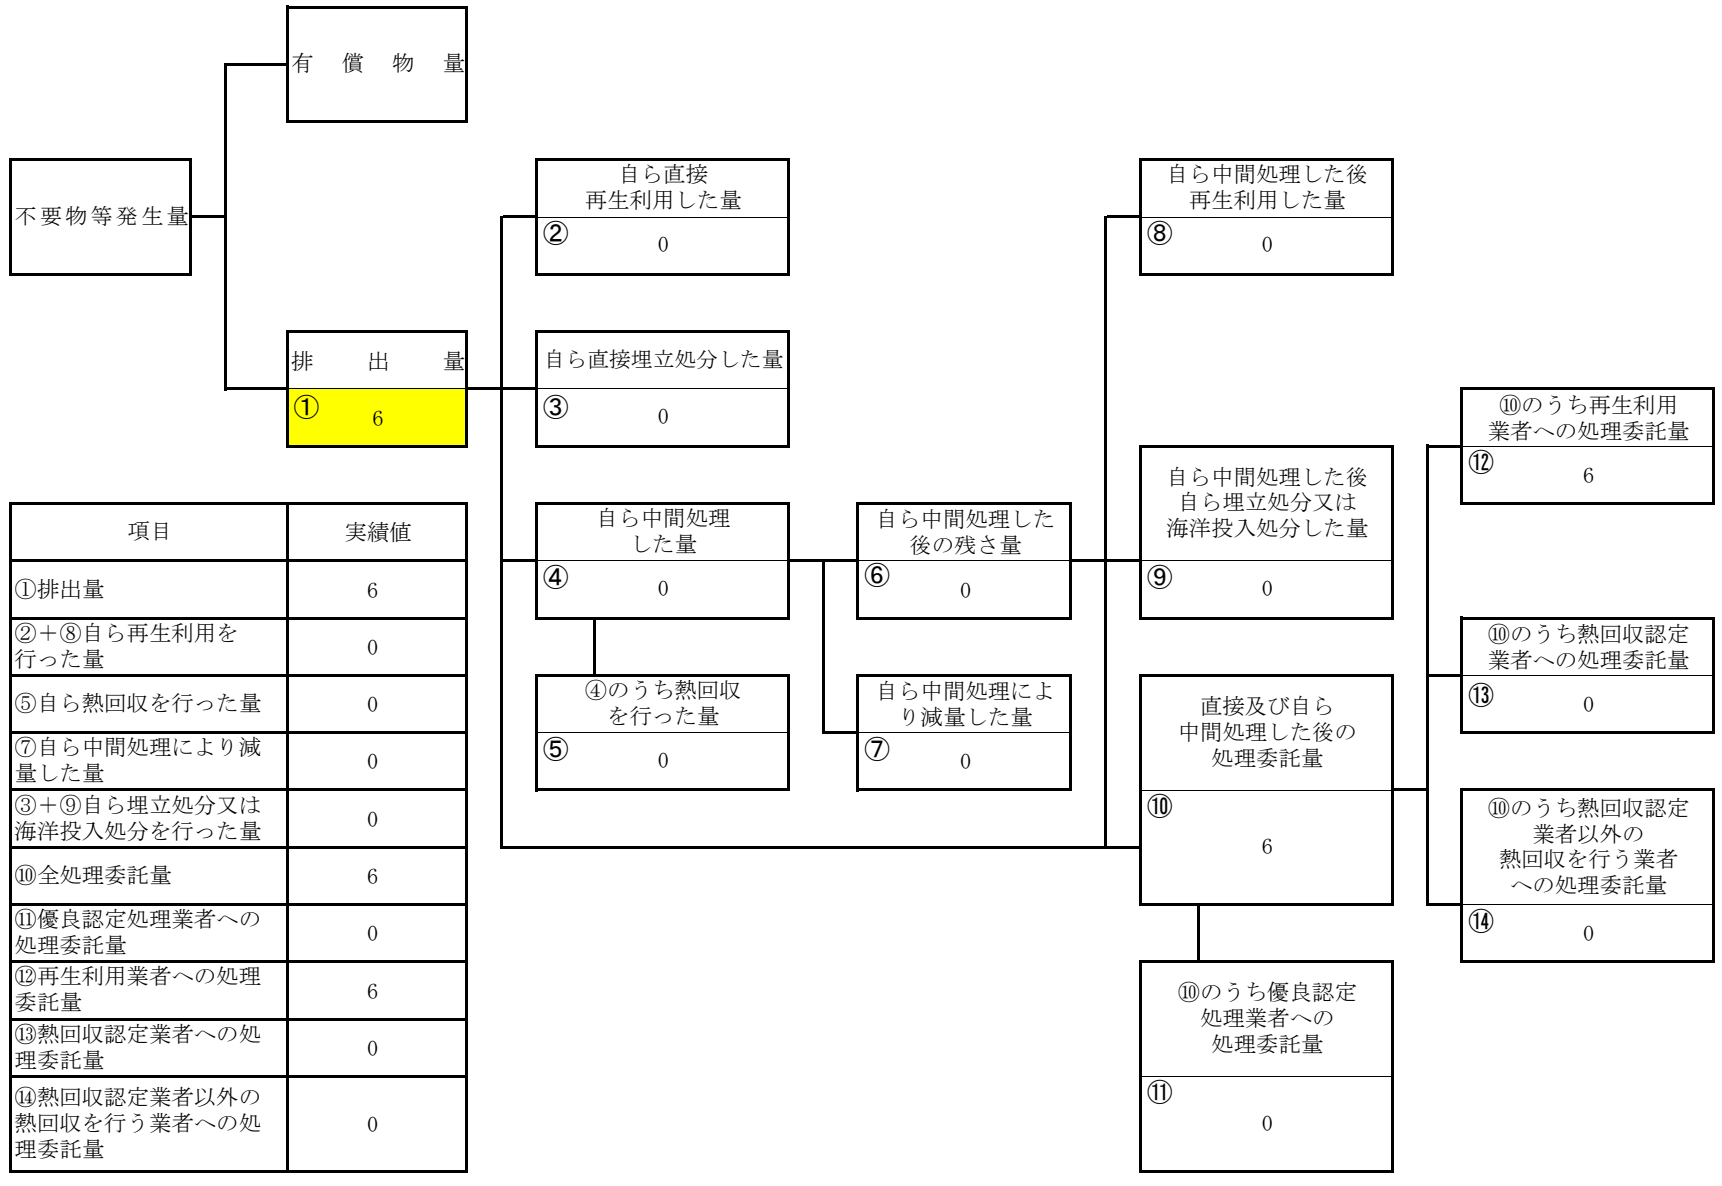 有償物量
不要物等発生量
排出量
①
6
自ら直接
再生利用した量
②
0
自ら直接埋立処分した量
③
0
自ら中間処理
した量
④
0
④のうち熱回収
を行った量
⑤
0
自ら中間処理した
後の残さ量
⑥
0
自ら中間処理によ
り減量した量
⑦
0
自ら中間処理した後
再生利用した量
⑧
0
自ら中間処理した後
自ら埋立処分又は
海洋投入処分した量
⑨
0
直接及び自ら
中間処理した後の
処理委託量
⑩
6
⑩のうち優良認定
処理業者への
処理委託量
⑪
0
⑩のうち再生利用
業者への処理委託量
⑫
6
⑩のうち熱回収認定
業者への処理委託量
⑬
0
⑩のうち熱回収認定
業者以外の
熱回収を行う業者
への処理委託量
⑭
0
項目 実績値
①排出量 6
②＋⑧自ら再生利用を
行った量 0
⑤自ら熱回収を行った量 0
⑦自ら中間処理により減
量した量 0
③＋⑨自ら埋立処分又は
海洋投入処分を行った量 0
⑩全処理委託量 6
⑪優良認定処理業者への
処理委託量 0
⑫再生利用業者への処理
委託量 6
⑬熱回収認定業者への処
理委託量 0
⑭熱回収認定業者以外の
熱回収を行う業者への処 0
理委託量